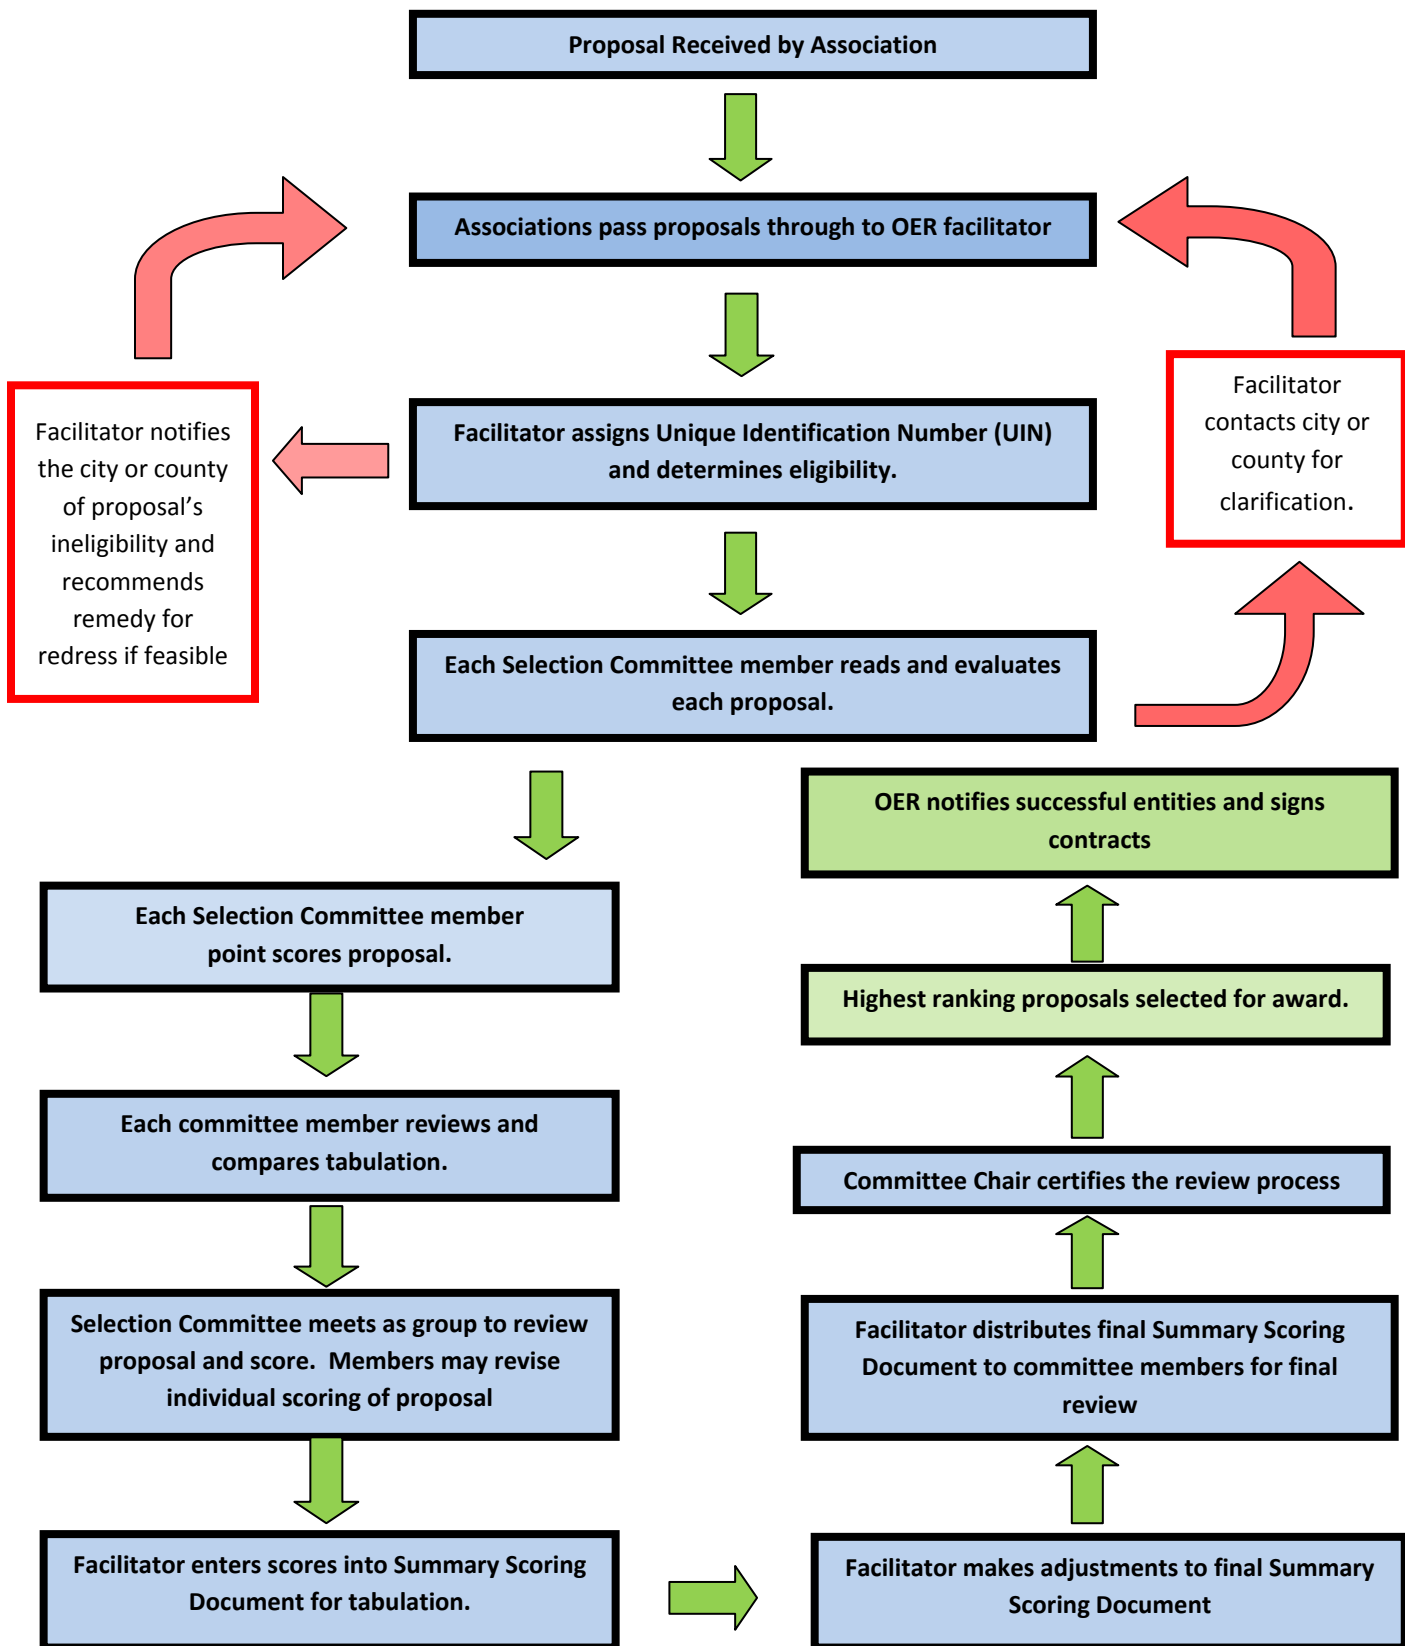 Proposal Received by Association
Associations pass proposals through to OER facilitator
Facilitator assigns Unique Identification Number (UIN)
and determines eligibility.
Facilitator notifies
the city or county
of proposal’s
ineligibility and
recommends
remedy for
redress if feasible
Facilitator
contacts city or
county for
clarification.
Each Selection Committee member reads and evaluates
each proposal.
Each Selection Committee member
point scores proposal.
Each committee member reviews and
compares tabulation.
Selection Committee meets as group to review
proposal and score.  Members may revise
individual scoring of proposal
Facilitator enters scores into Summary Scoring
Document for tabulation.
Facilitator makes adjustments to final Summary
Scoring Document
Facilitator distributes final Summary Scoring
Document to committee members for final
review
Committee Chair certifies the review process
Highest ranking proposals selected for award.
OER notifies successful entities and signs
contracts